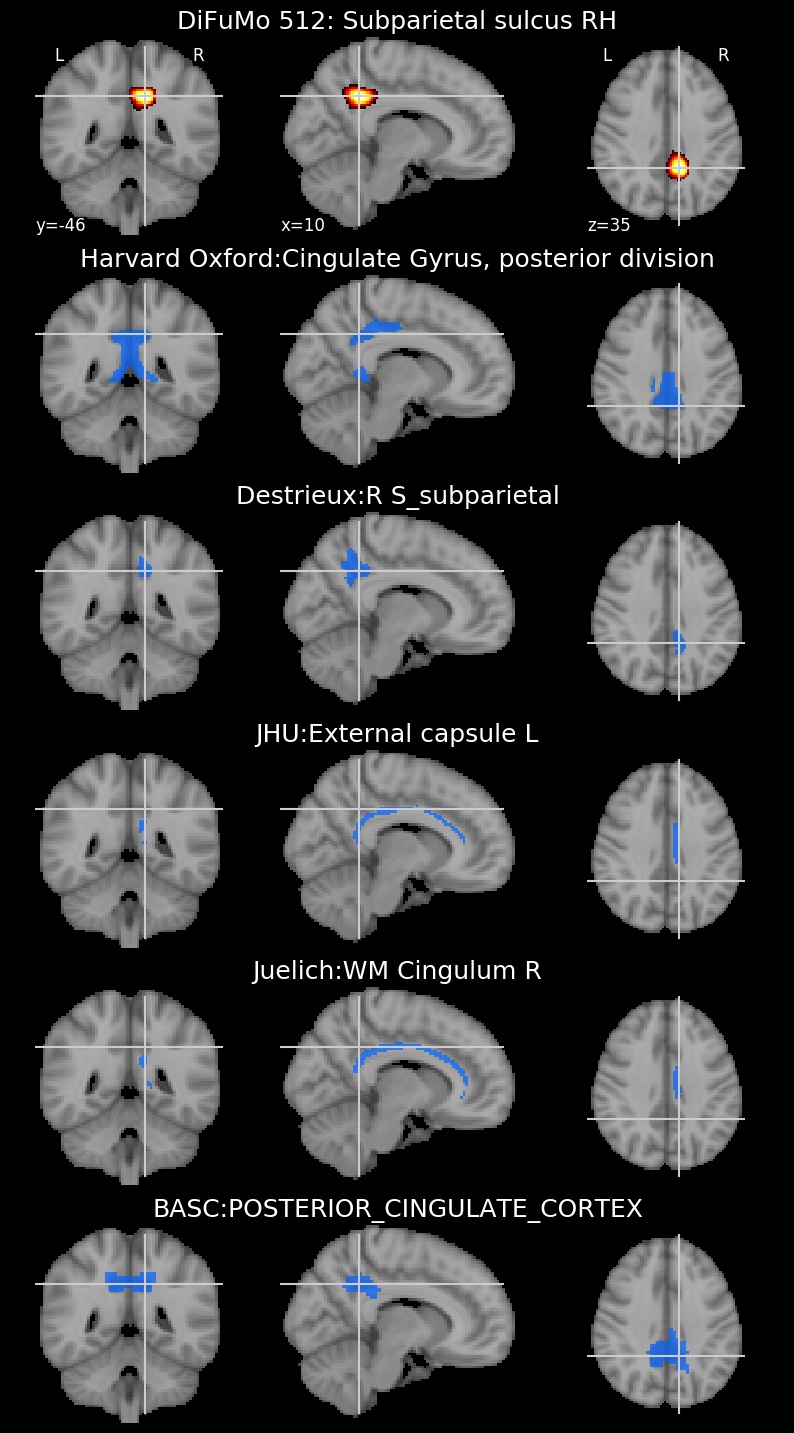 DiFuMo 512: Subparietal sulcus RH
L R L R
y=-46 x=10 z=35
Harvard Oxford:Cingulate Gyrus, posterior division
Destrieux:R S_subparietal
JHU:External capsule L
Juelich:WM Cingulum R
BASC:POSTERIOR_CINGULATE_CORTEX